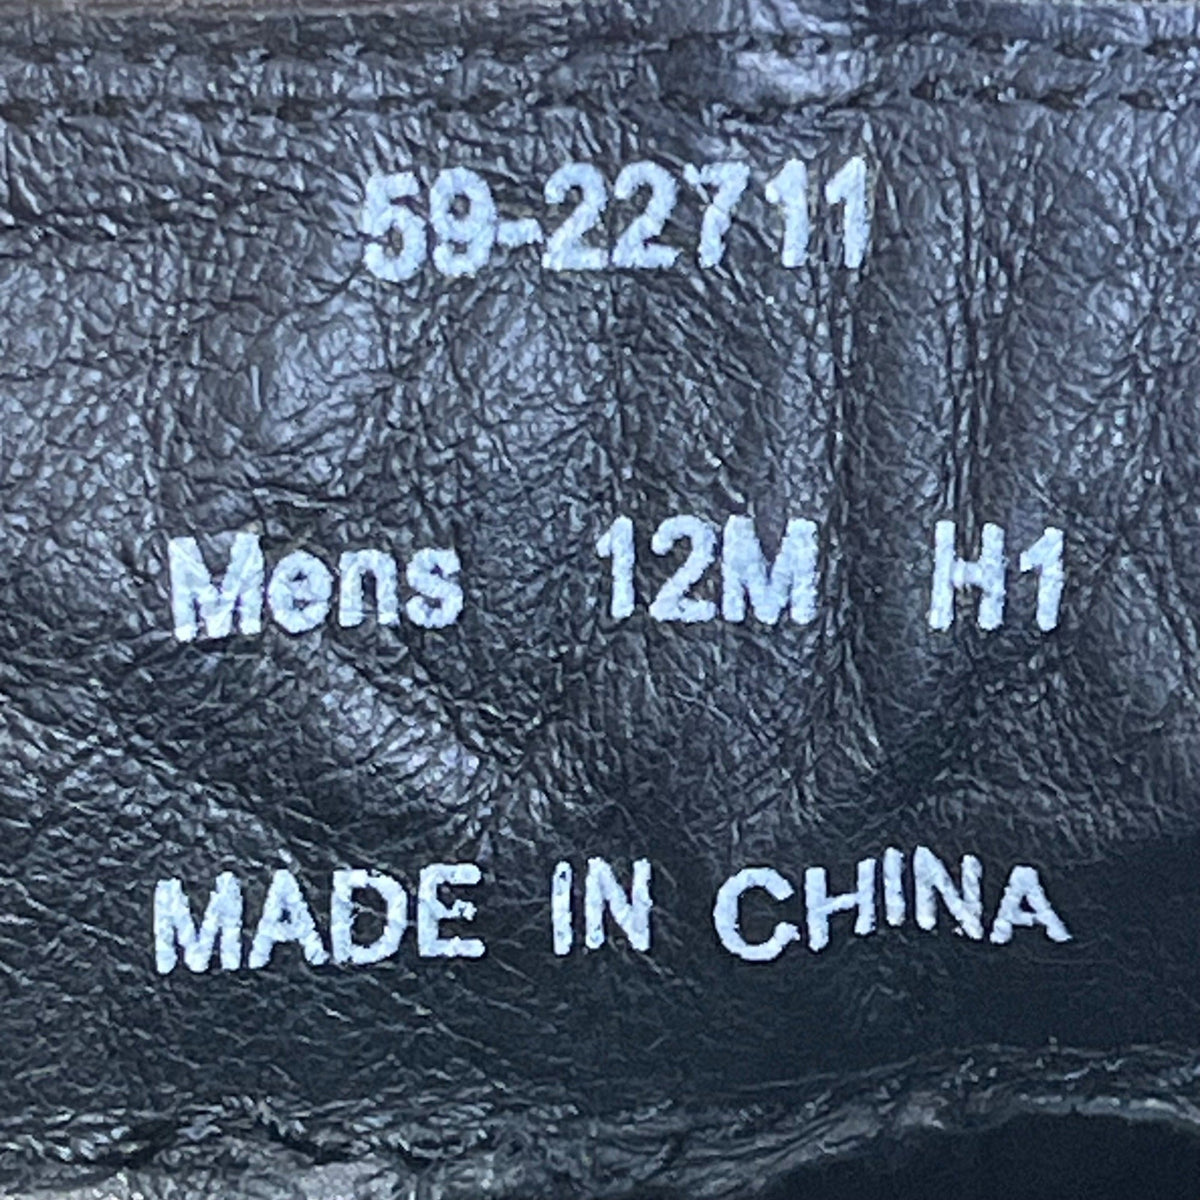 59-22711
Mens 12M H1
MADE IN CHINA